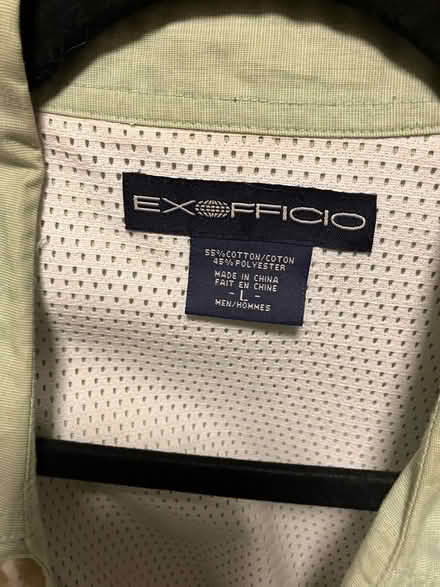 EXOFFICIO
55% COTTON/COTON
45% POLYESTER
MADE IN CHINA
FAIT EN CHINE
- L -
MEN/HOMMES